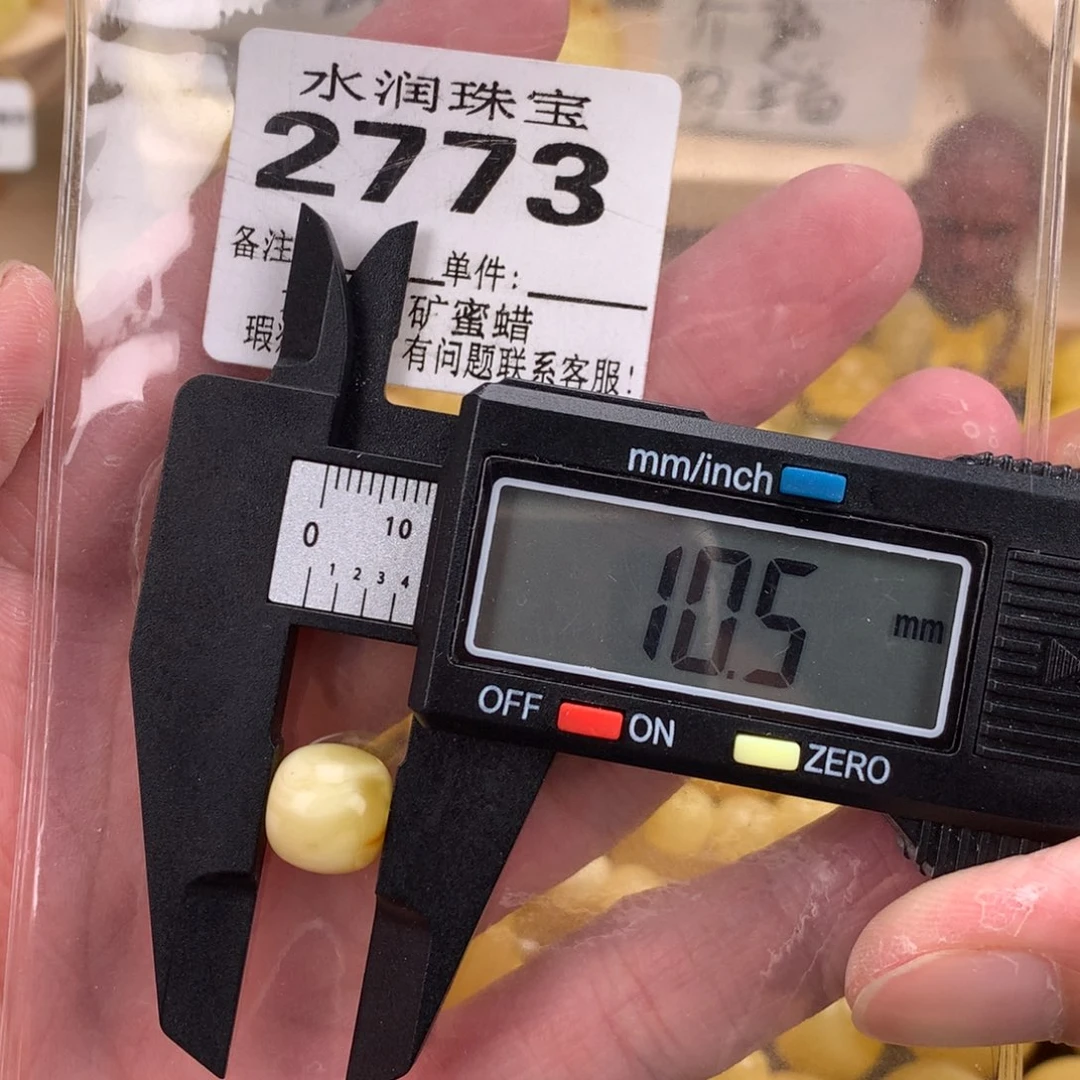 水润珠宝
2773
备注 单件:
矿蜜蜡
瑕 有问题联系客服!
mm/inch
0 10
1 2 3 4
10.5 mm
OFF ON ZERO